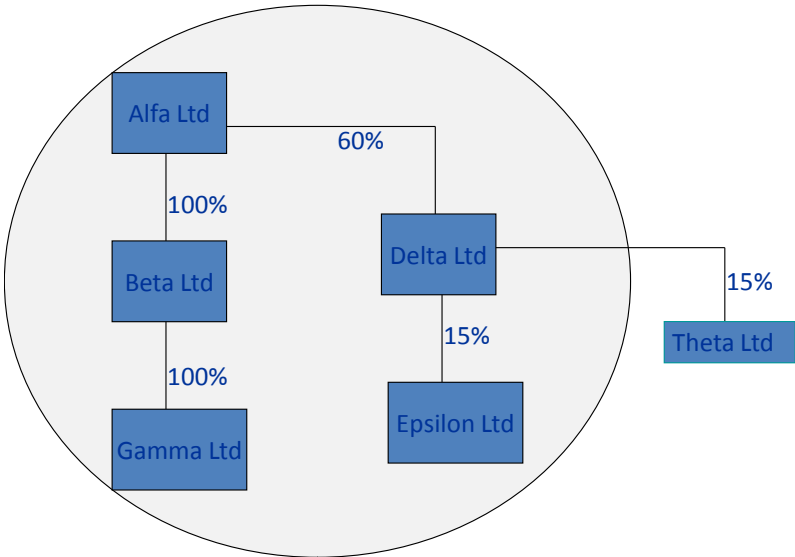 Alfa Ltd
60%
100%
Delta Ltd
Beta Ltd
15%
15%
Theta Ltd
100%
Epsilon Ltd
Gamma Ltd